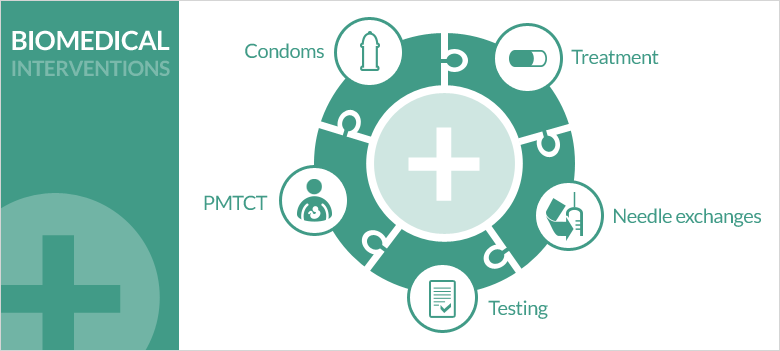 BIOMEDICAL
INTERVENTIONS
Condoms
Treatment
PMTCT
Needle exchanges
Testing